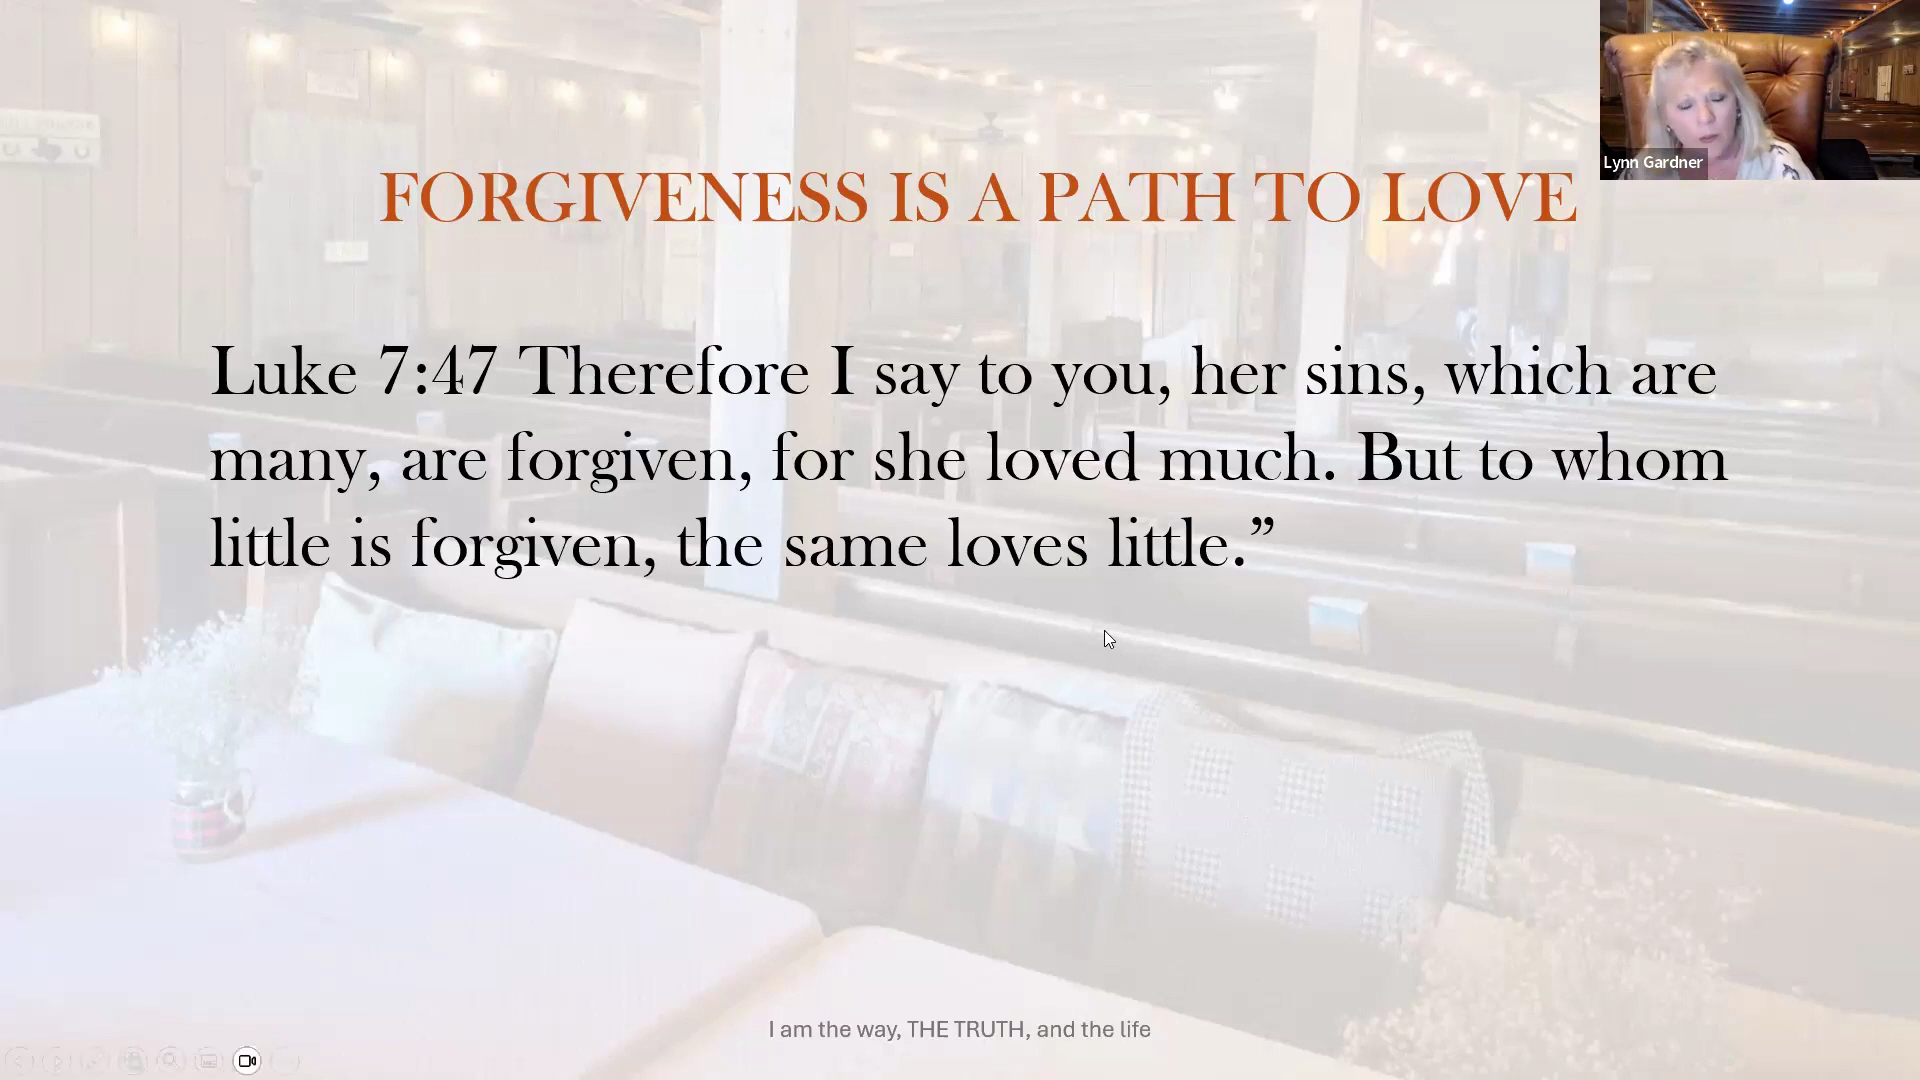 Lynn Gardner
FORGIVENESS IS A PATH TO LOVE
Luke 7:47 Therefore I say to you, her sins, which are
many, are forgiven, for she loved much. But to whom
little is forgiven, the same loves little.”
I am the way, THE TRUTH, and the life